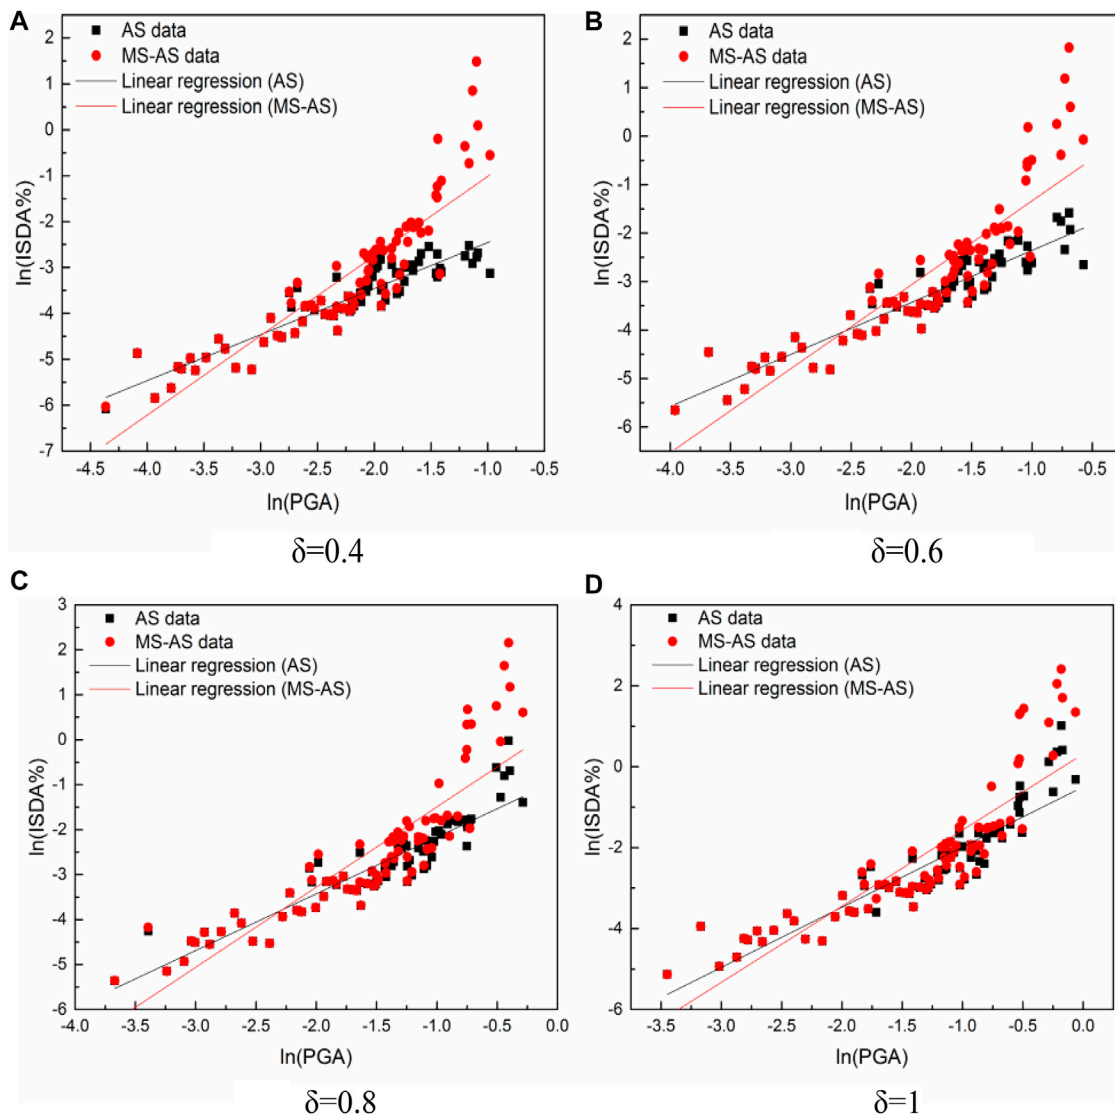 A
AS data
MS-AS data
Linear regression (AS)
Linear regression (MS-AS)
2
1
0
-1
-2
-3
-4
-5
-6
-7
ln(ISDA%)
-4.5 -4.0 -3.5 -3.0 -2.5 -2.0 -1.5 -1.0 -0.5
ln(PGA)
δ=0.4
B
AS data
MS-AS data
Linear regression (AS)
Linear regression (MS-AS)
2
1
0
-1
-2
-3
-4
-5
-6
ln(ISDA%)
-4.0 -3.5 -3.0 -2.5 -2.0 -1.5 -1.0 -0.5
ln(PGA)
δ=0.6
C
AS data
MS-AS data
Linear regression (AS)
Linear regression (MS-AS)
3
2
1
0
-1
-2
-3
-4
-5
-6
ln(ISDA%)
-4.0 -3.5 -3.0 -2.5 -2.0 -1.5 -1.0 -0.5 0.0
ln(PGA)
δ=0.8
D
AS data
MS-AS data
Linear regression (AS)
Linear regression (MS-AS)
4
2
0
-2
-4
-6
ln(ISDA%)
-3.5 -3.0 -2.5 -2.0 -1.5 -1.0 -0.5 0.0
ln(PGA)
δ=1